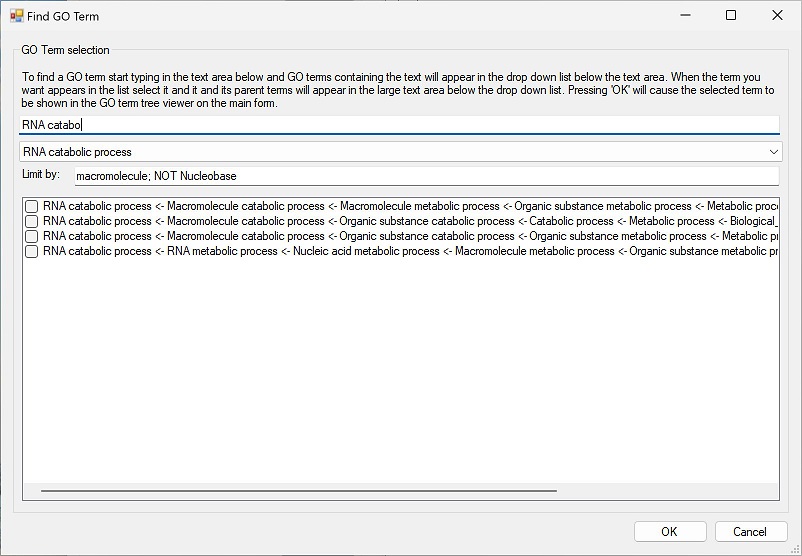 Find GO Term
GO Term selection
To find a GO term start typing in the text area below and GO terms containing the text will appear in the drop down list below the text area. When the term you
want appears in the list select it and it and its parent terms will appear in the large text area below the drop down list. Pressing 'OK' will cause the selected term to
be shown in the GO term tree viewer on the main form.
RNA catabo
RNA catabolic process
Limit by: macromolecule; NOT Nucleobase
RNA catabolic process <- Macromolecule catabolic process <- Macromolecule metabolic process <- Organic substance metabolic process <- Metabolic proc
RNA catabolic process <- Macromolecule catabolic process <- Organic substance catabolic process <- Catabolic process <- Metabolic process <- Biological_
RNA catabolic process <- Macromolecule catabolic process <- Organic substance catabolic process <- Organic substance metabolic process <- Metabolic p
RNA catabolic process <- RNA metabolic process <- Nucleic acid metabolic process <- Macromolecule metabolic process <- Organic substance metabolic p
OK Cancel